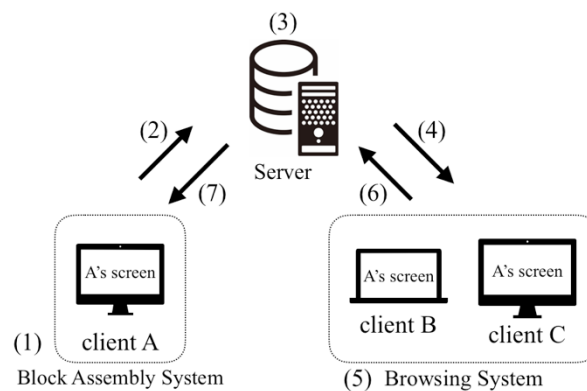 (3)
(2)
(4)
Server
(7)
(6)
A's screen
A's screen
A's screen
client A
client B
client C
(1)
Block Assembly System
(5) Browsing System